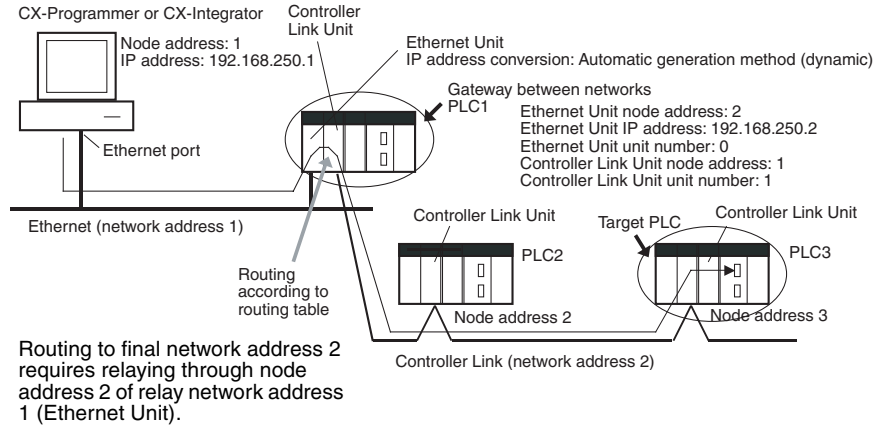 CX-Programmer or CX-Integrator
Controller
Link Unit
Node address: 1
IP address: 192.168.250.1
Ethernet Unit
IP address conversion: Automatic generation method (dynamic)
Gateway between networks
PLC1
Ethernet Unit node address: 2
Ethernet Unit IP address: 192.168.250.2
Ethernet Unit unit number: 0
Controller Link Unit node address: 1
Controller Link Unit unit number: 1
Ethernet port
Ethernet (network address 1)
Controller Link Unit
Target PLC
Controller Link Unit
PLC2
PLC3
Routing
according to
routing table
Node address 2
Node address 3
Controller Link (network address 2)
Routing to final network address 2
requires relaying through node
address 2 of relay network address
1 (Ethernet Unit).